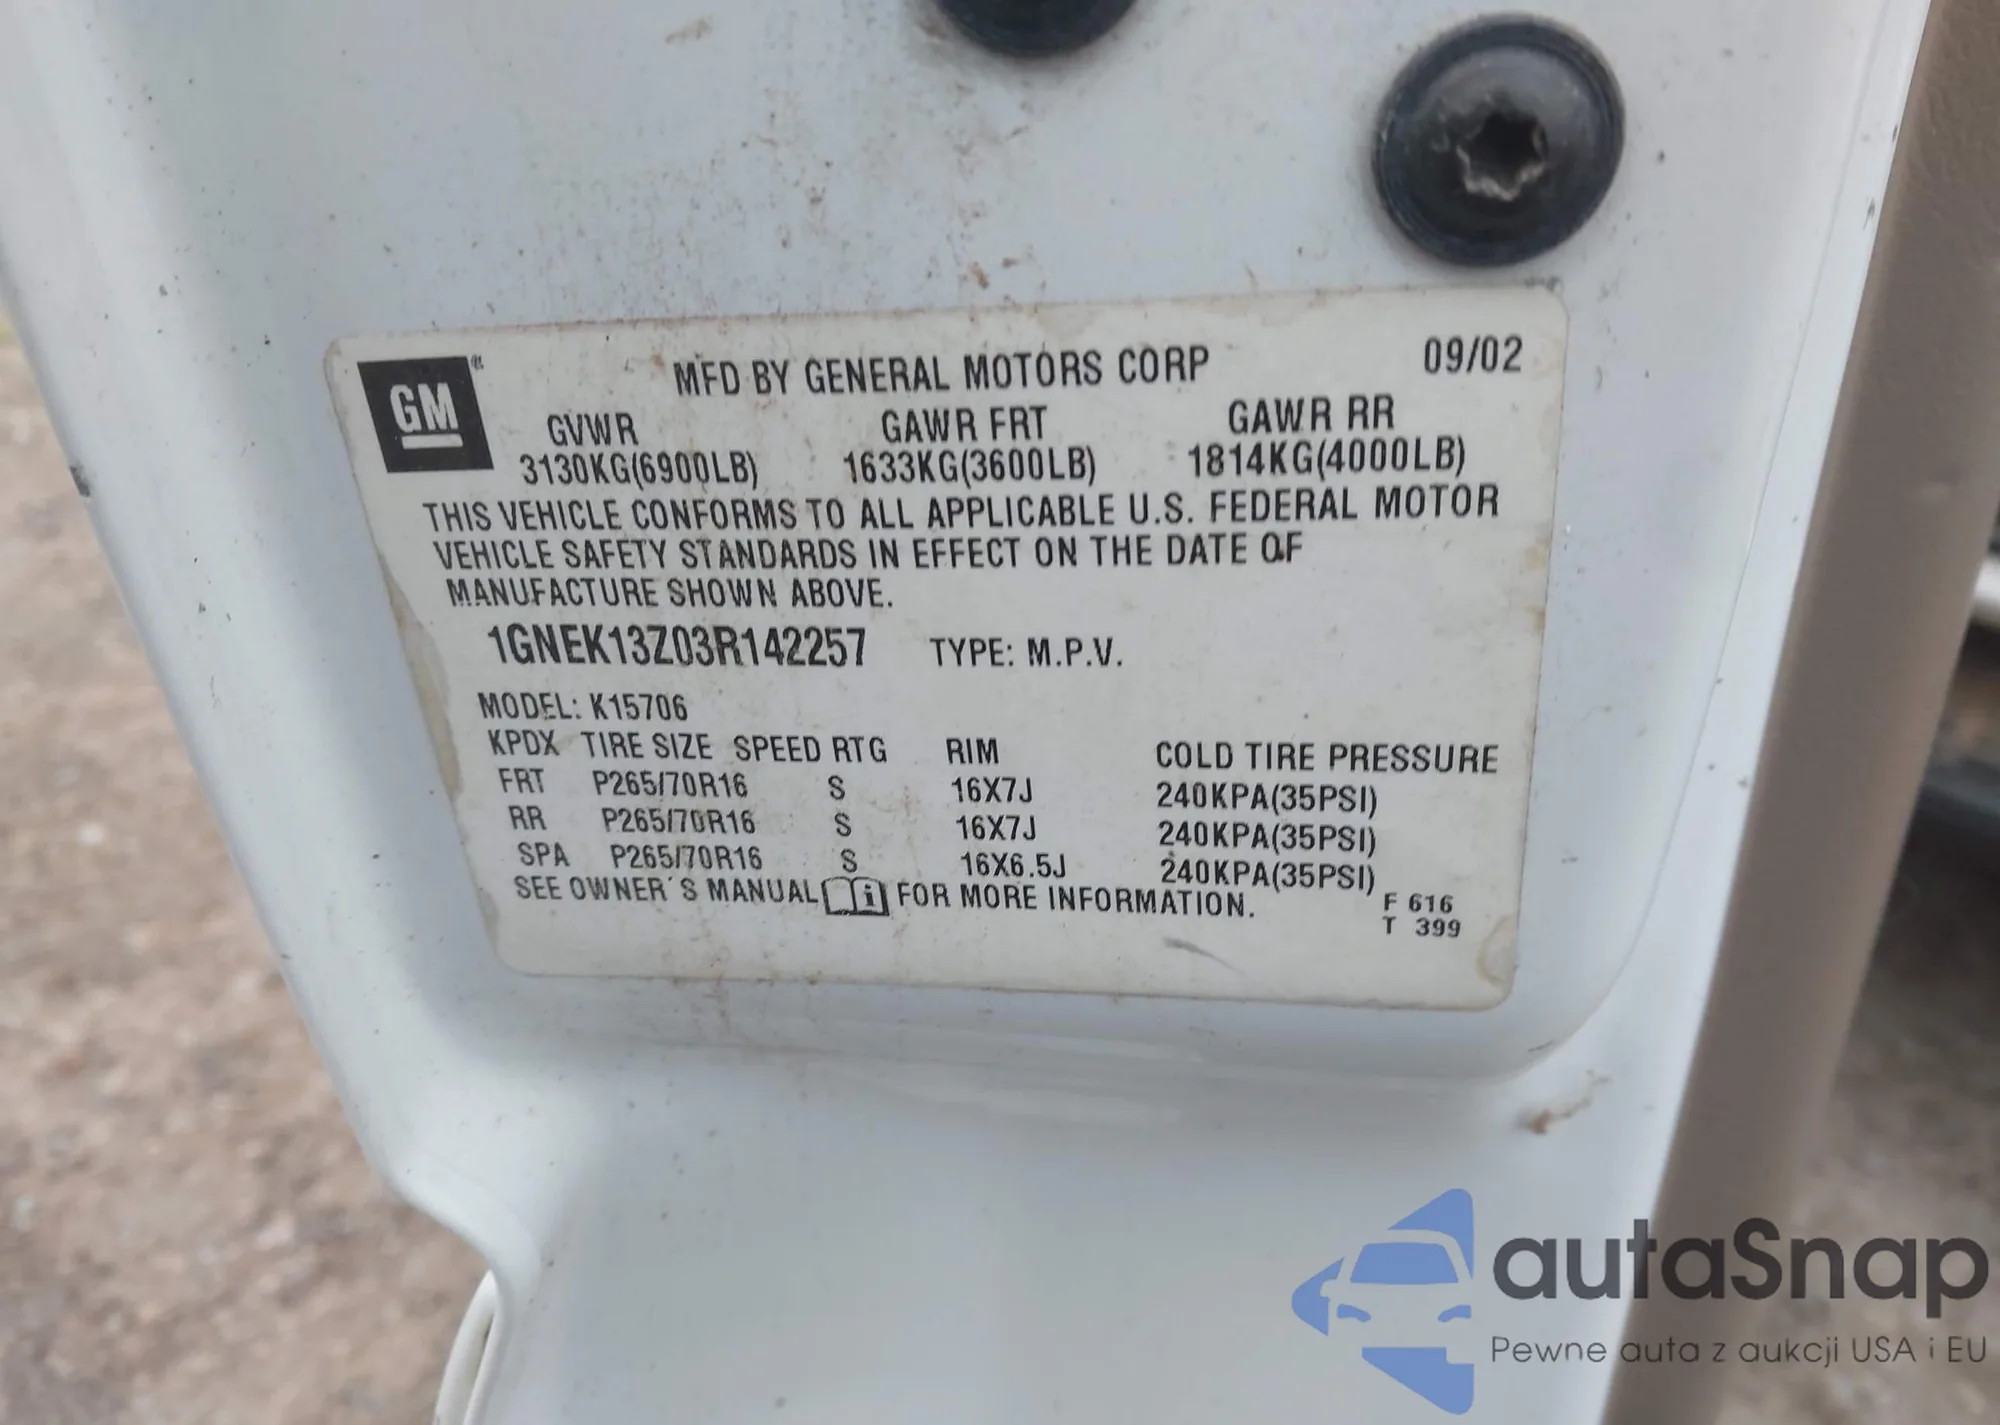 GM®
MFD BY GENERAL MOTORS CORP 09/02
GVWR GAWR FRT GAWR RR
3130KG(6900LB) 1633KG(3600LB) 1814KG(4000LB)
THIS VEHICLE CONFORMS TO ALL APPLICABLE U.S. FEDERAL MOTOR
VEHICLE SAFETY STANDARDS IN EFFECT ON THE DATE OF
MANUFACTURE SHOWN ABOVE.
1GNEK13Z03R142257 TYPE: M.P.V.
MODEL: K15706
KPDX TIRE SIZE SPEED RTG RIM COLD TIRE PRESSURE
FRT P265/70R16 S 16X7J 240KPA(35PSI)
RR P265/70R16 S 16X7J 240KPA(35PSI)
SPA P265/70R16 S 16X6.5J 240KPA(35PSI)
SEE OWNER'S MANUAL i FOR MORE INFORMATION.
F 616
T 399
autaSnap
Pewne auta z aukcji USA i EU